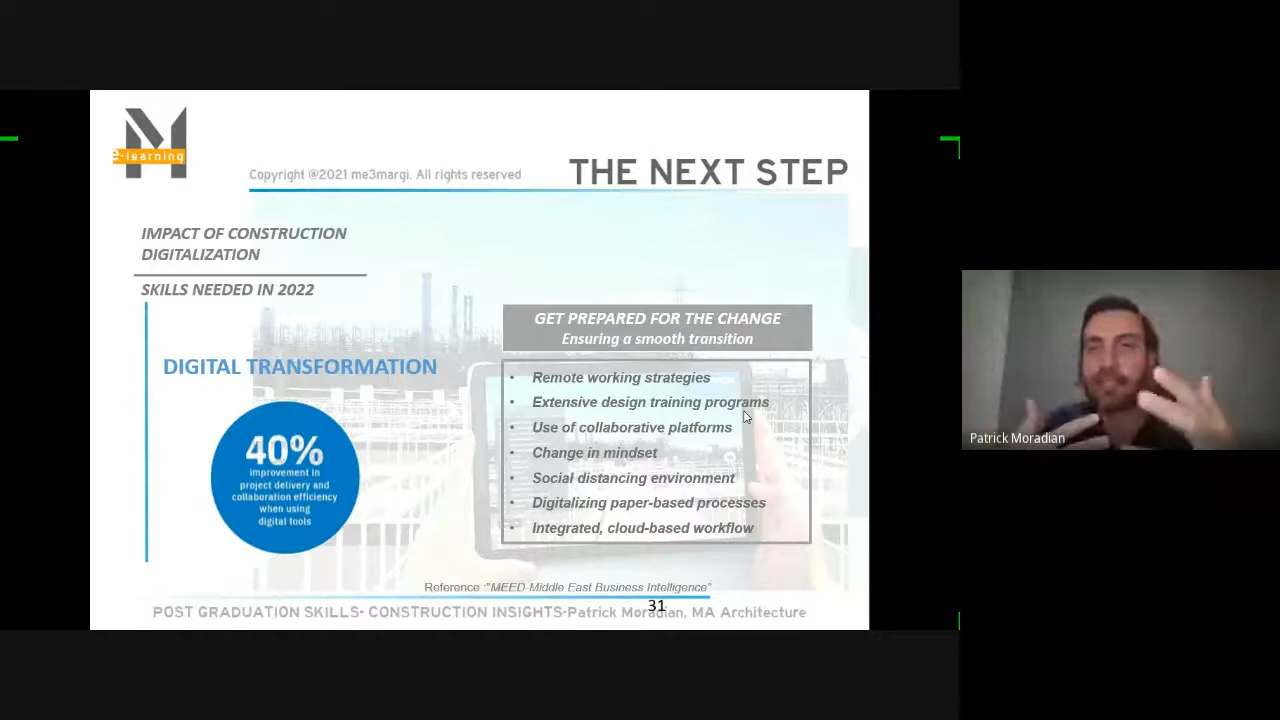 M
e-learning
Copyright @2021 me3marqi. All rights reserved
THE NEXT STEP
IMPACT OF CONSTRUCTION
DIGITALIZATION
SKILLS NEEDED IN 2022
DIGITAL TRANSFORMATION
40%
improvement in
project delivery and
collaboration efficiency
when using
digital tools
GET PREPARED FOR THE CHANGE
Ensuring a smooth transition
• Remote working strategies
• Extensive design training programs
• Use of collaborative platforms
• Change in mindset
• Social distancing environment
• Digitalizing paper-based processes
• Integrated, cloud-based workflow
Reference :"MEED-Middle East Business Intelligence"
31
POST GRADUATION SKILLS- CONSTRUCTION INSIGHTS-Patrick Moradian, MA Architecture
Patrick Moradian